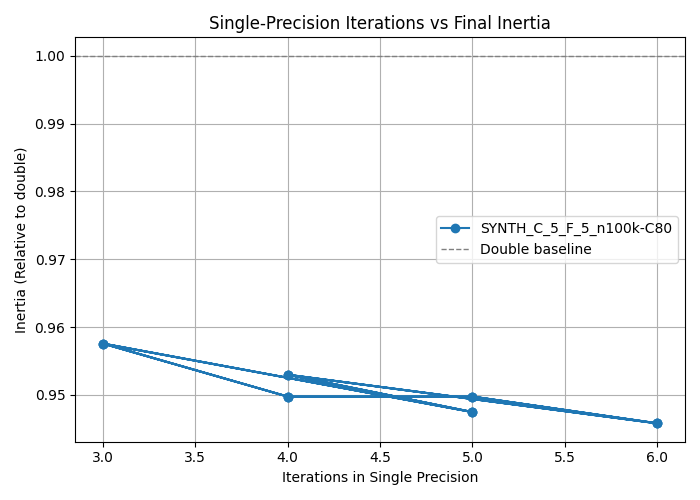 Single-Precision Iterations vs Final Inertia
Inertia (Relative to double)
1.00
0.99
0.98
0.97
0.96
0.95
SYNTH_C_5_F_5_n100k-C80
Double baseline
3.0 3.5 4.0 4.5 5.0 5.5 6.0
Iterations in Single Precision